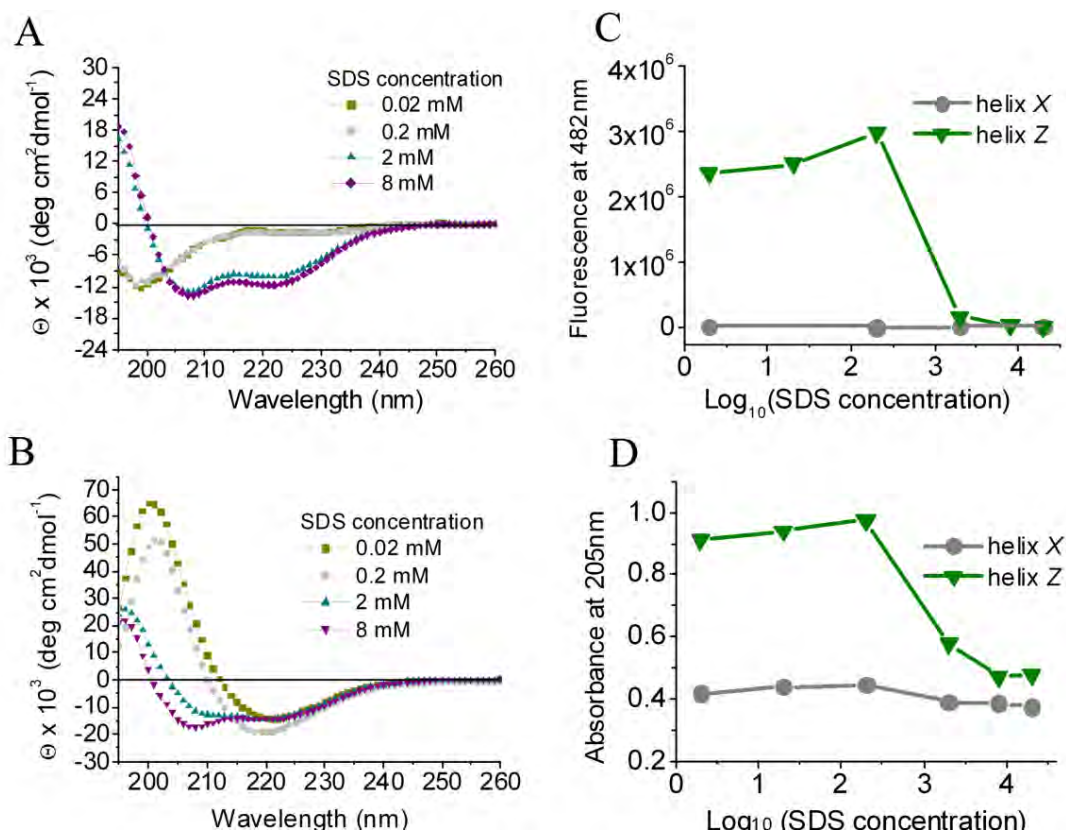 A
30
24
18
12
6
0
-6
-12
-18
-24
Θ x 10³ (deg cm²dmol⁻¹)
SDS concentration
0.02 mM
0.2 mM
2 mM
8 mM
200 210 220 230 240 250 260
Wavelength (nm)
C
4x10⁶
3x10⁶
2x10⁶
1x10⁶
0
Fluorescence at 482nm
helix X
helix Z
0 1 2 3 4
Log₁₀(SDS concentration)
B
70
60
50
40
30
20
10
0
-10
-20
-30
Θ x 10³ (deg cm²dmol⁻¹)
SDS concentration
0.02 mM
0.2 mM
2 mM
8 mM
200 210 220 230 240 250 260
Wavelength (nm)
D
1.0
0.8
0.6
0.4
0.2
Absorbance at 205nm
helix X
helix Z
0 1 2 3 4
Log₁₀ (SDS concentration)